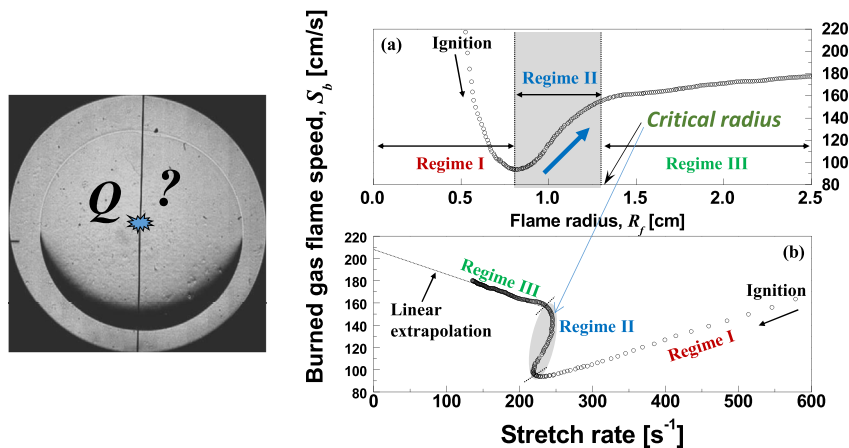 Q ?
Burned gas flame speed, S_b [cm/s]
(a)
Ignition
Regime II
Critical radius
Regime I
Regime III
220
200
180
160
140
120
100
80
0.0 0.5 1.0 1.5 2.0 2.5
Flame radius, R_f [cm]
220
200
180
160
140
120
100
80
(b)
Regime III
Ignition
Linear
extrapolation
Regime II
Regime I
0 100 200 300 400 500 600
Stretch rate [s⁻¹]